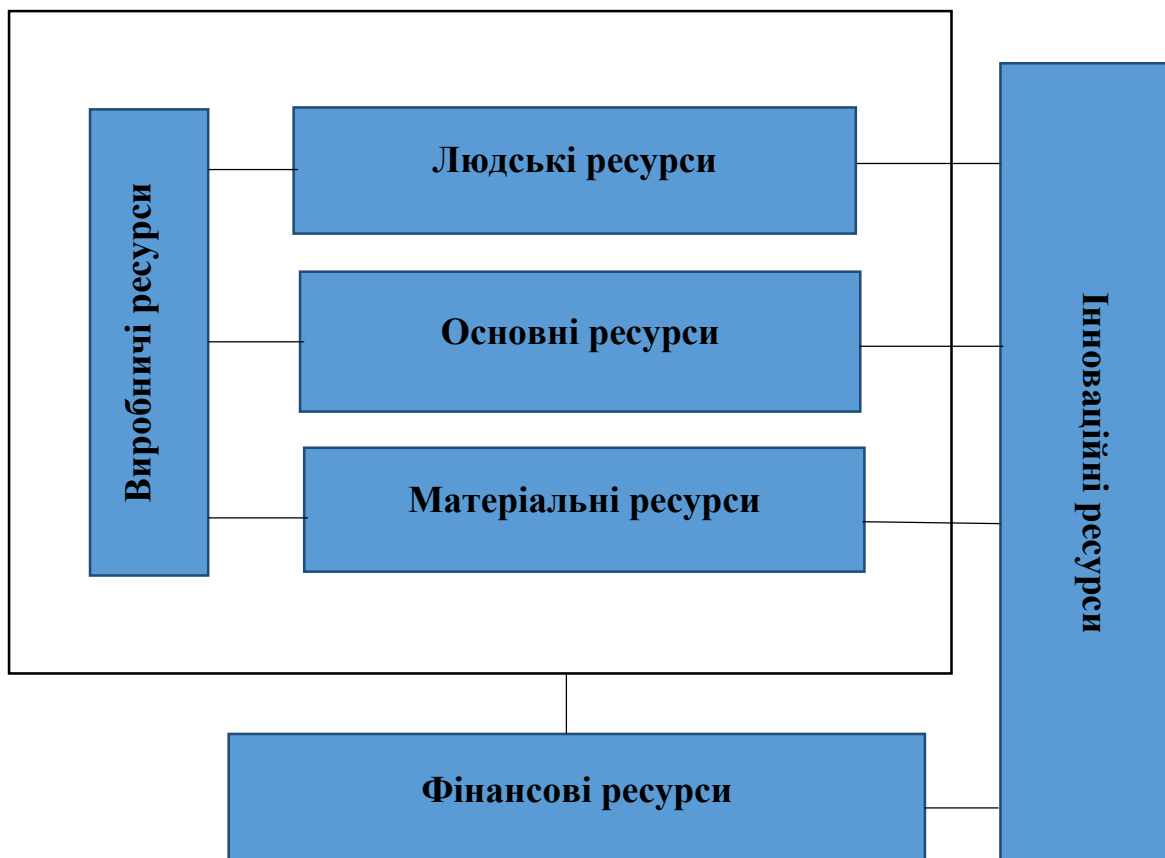 Виробничі ресурси
Людські ресурси
Основні ресурси
Матеріальні ресурси
Інноваційні ресурси
Фінансові ресурси